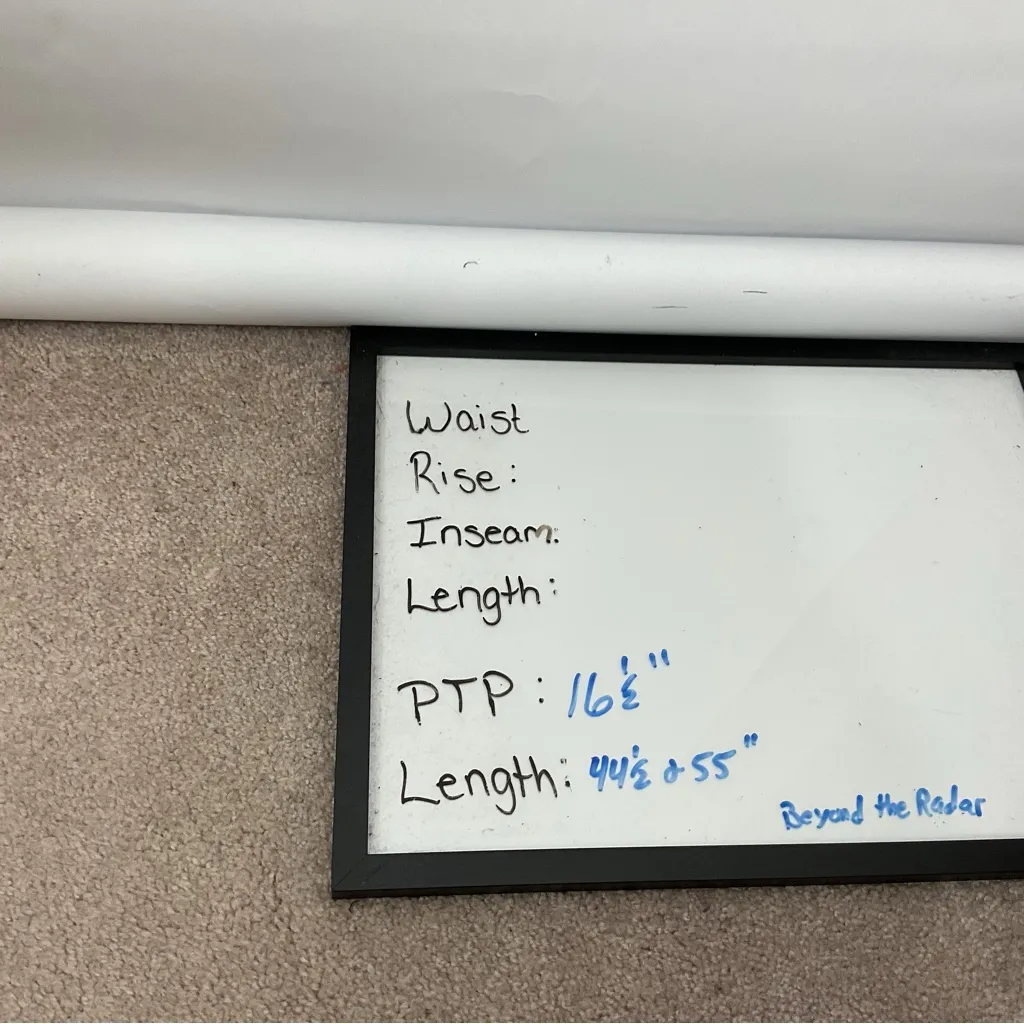 Waist
Rise:
Inseam:
Length:
PTP: 16½"
Length: 44½ & 55"
Beyond the Radar